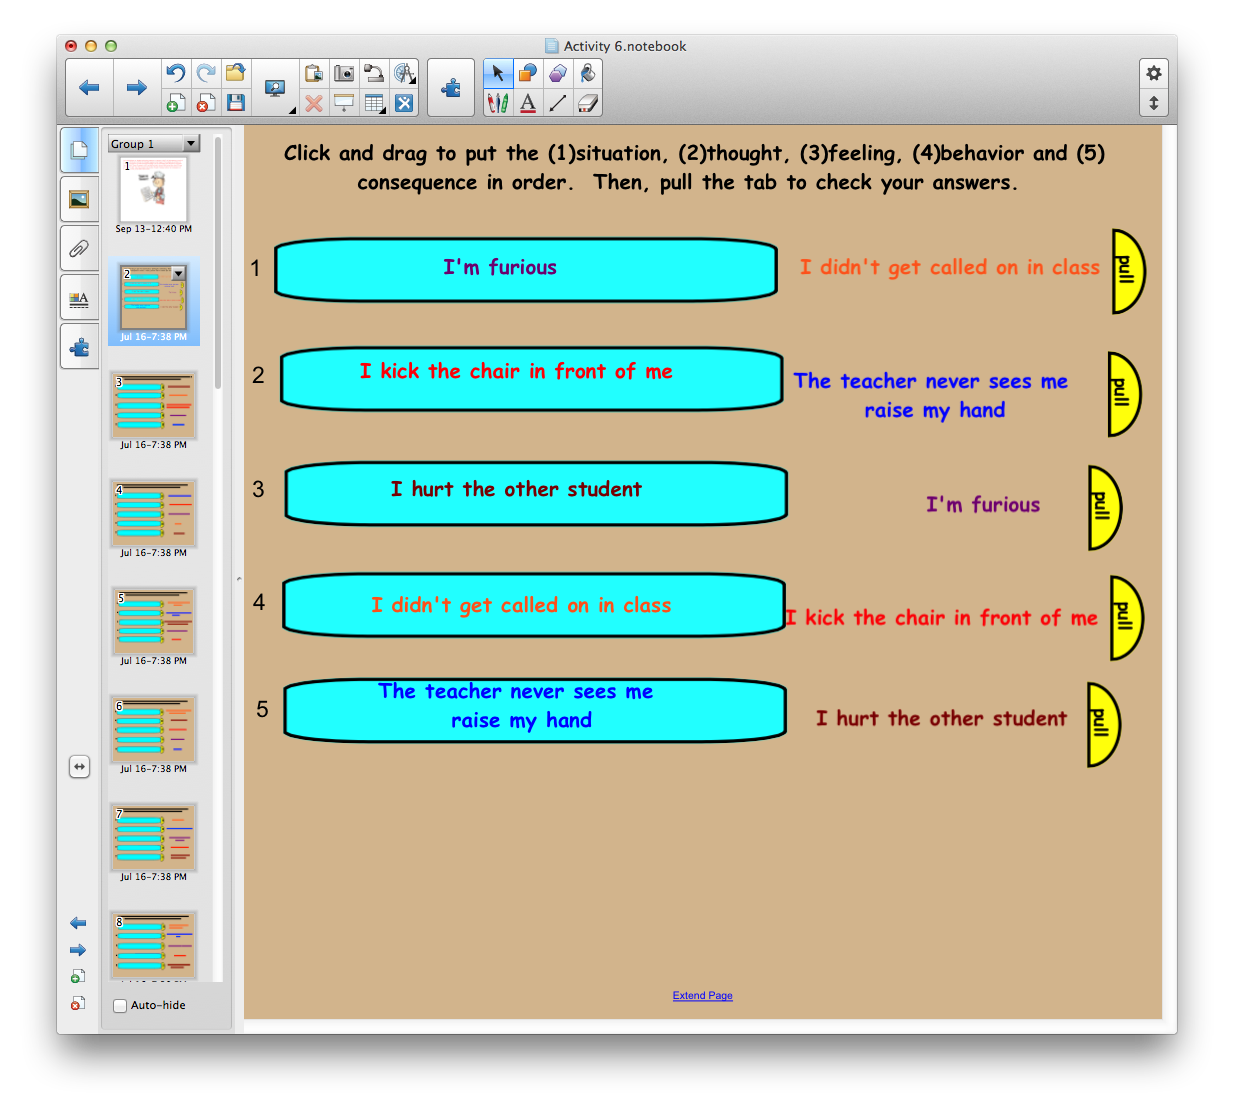 Activity 6.notebook
Group 1
1
Sep 13-12:40 PM
2
Jul 16-7:38 PM
3
Jul 16-7:38 PM
4
Jul 16-7:38 PM
5
Jul 16-7:38 PM
6
Jul 16-7:38 PM
7
Jul 16-7:38 PM
8
Auto-hide
Click and drag to put the (1)situation, (2)thought, (3)feeling, (4)behavior and (5)
consequence in order. Then, pull the tab to check your answers.
1 I'm furious I didn't get called on in class pull
2 I kick the chair in front of me The teacher never sees me
raise my hand pull
3 I hurt the other student I'm furious pull
4 I didn't get called on in class I kick the chair in front of me pull
5 The teacher never sees me
raise my hand I hurt the other student pull
Extend Page